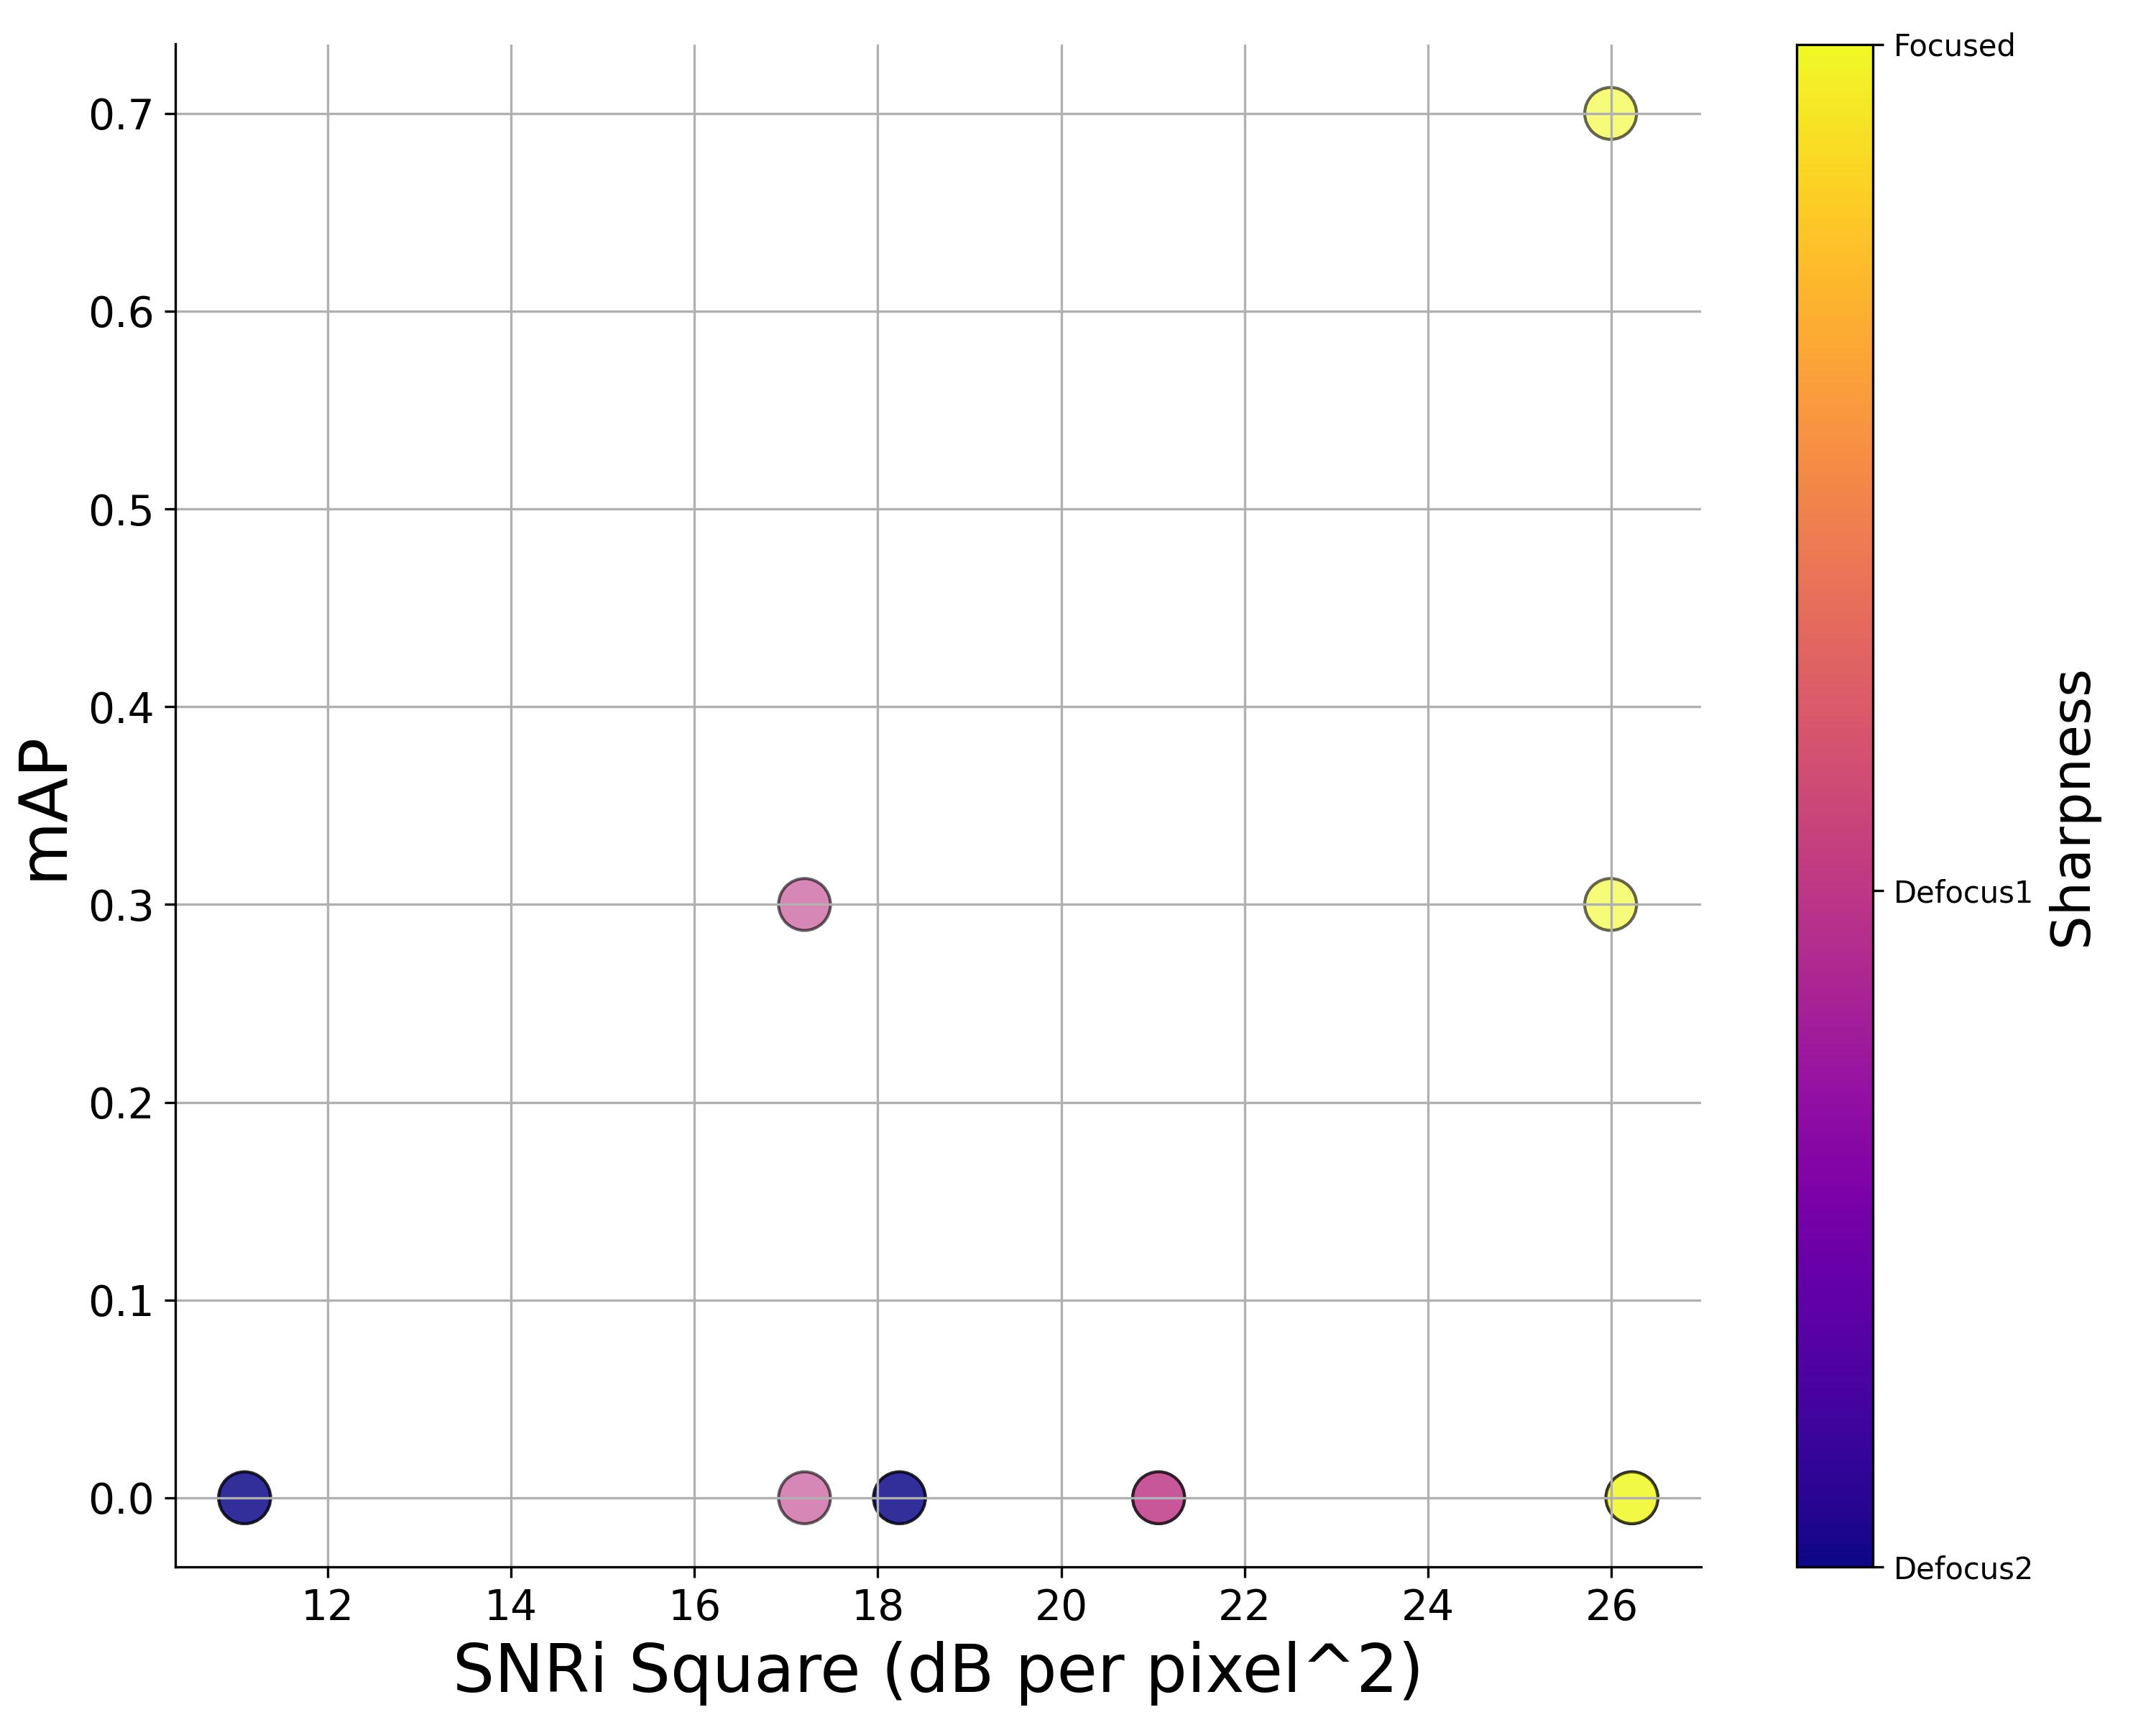 0.7
0.6
0.5
0.4
0.3
0.2
0.1
0.0
mAP
12 14 16 18 20 22 24 26
SNRi Square (dB per pixel^2)
Focused
Defocus1
Defocus2
Sharpness